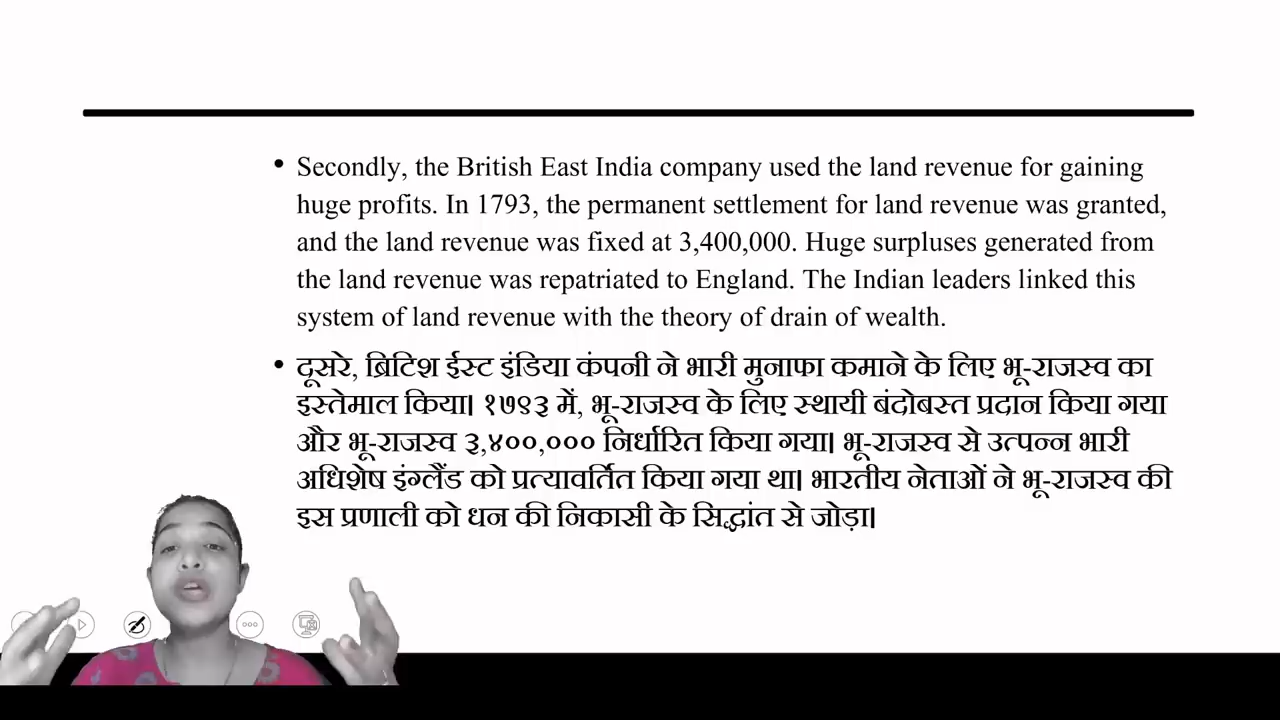 • Secondly, the British East India company used the land revenue for gaining
huge profits. In 1793, the permanent settlement for land revenue was granted,
and the land revenue was fixed at 3,400,000. Huge surpluses generated from
the land revenue was repatriated to England. The Indian leaders linked this
system of land revenue with the theory of drain of wealth.
• दूसरे, ब्रिटिश ईस्ट इंडिया कंपनी ने भारी मुनाफा कमाने के लिए भू-राजस्व का
इस्तेमाल किया। १७९३ में, भू-राजस्व के लिए स्थायी बंदोबस्त प्रदान किया गया
और भू-राजस्व ३,४००,००० निर्धारित किया गया। भू-राजस्व से उत्पन्न भारी
अधिशेष इंग्लैंड को प्रत्यावर्तित किया गया था। भारतीय नेताओं ने भू-राजस्व की
इस प्रणाली को धन की निकासी के सिद्धांत से जोड़ा।